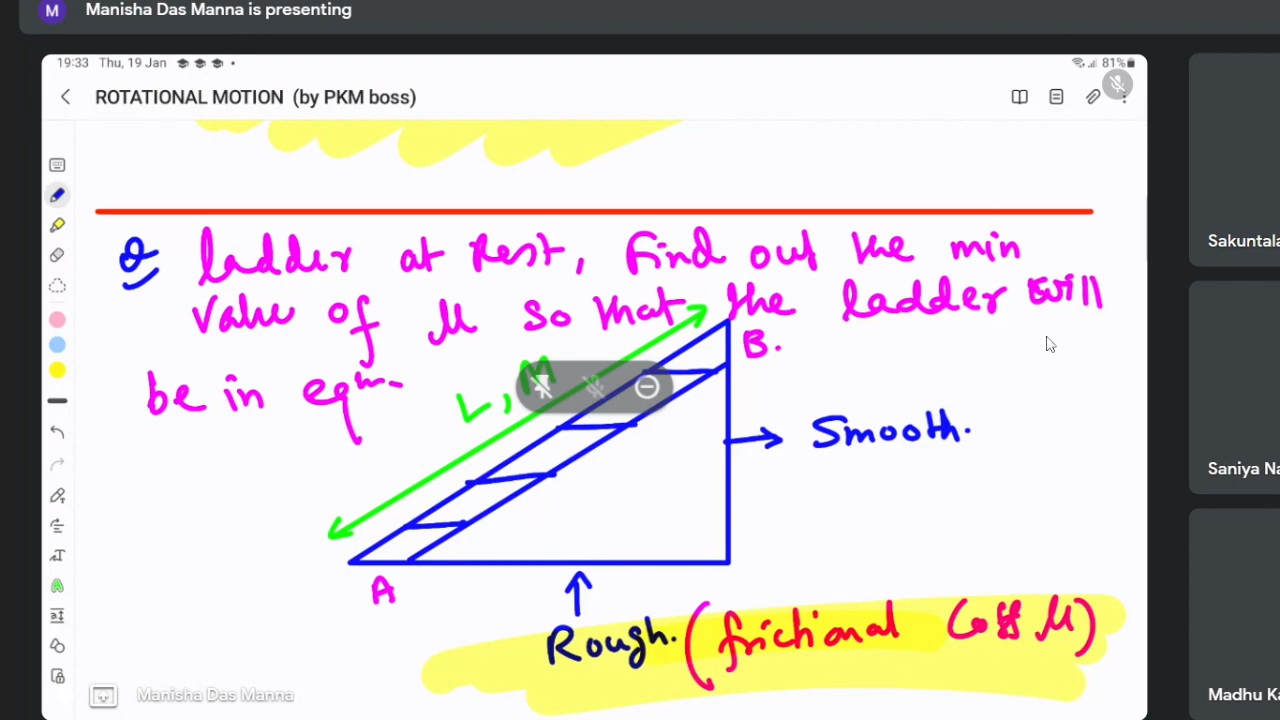 M Manisha Das Manna is presenting
19:33 Thu, 19 Jan 81%
ROTATIONAL MOTION (by PKM boss)
Q ladder at Rest, Find out the min
value of μ so that the ladder will
be in eqm
L, M
B.
→ Smooth.
A
Rough. (frictional Coff μ)
Manisha Das Manna
Sakuntala
Saniya Na
Madhu Ka